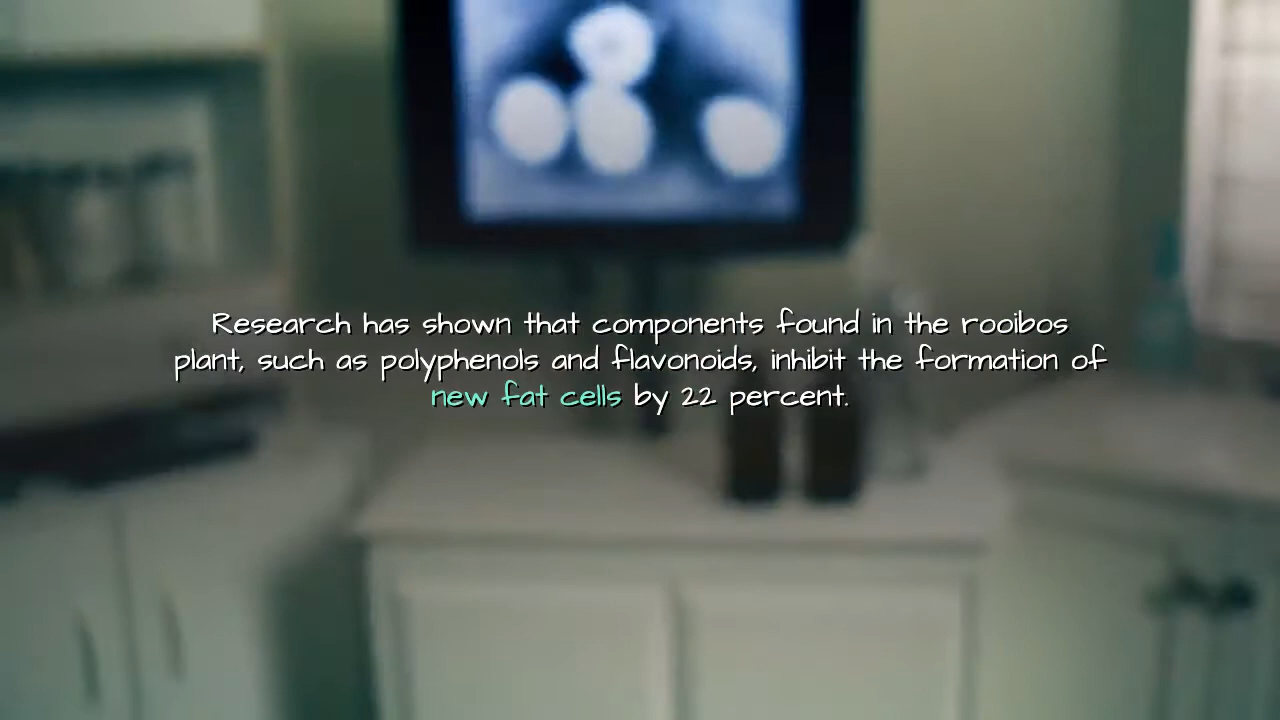 Research has shown that components found in the rooibos
plant, such as polyphenols and flavonoids, inhibit the formation of
new fat cells by 22 percent.